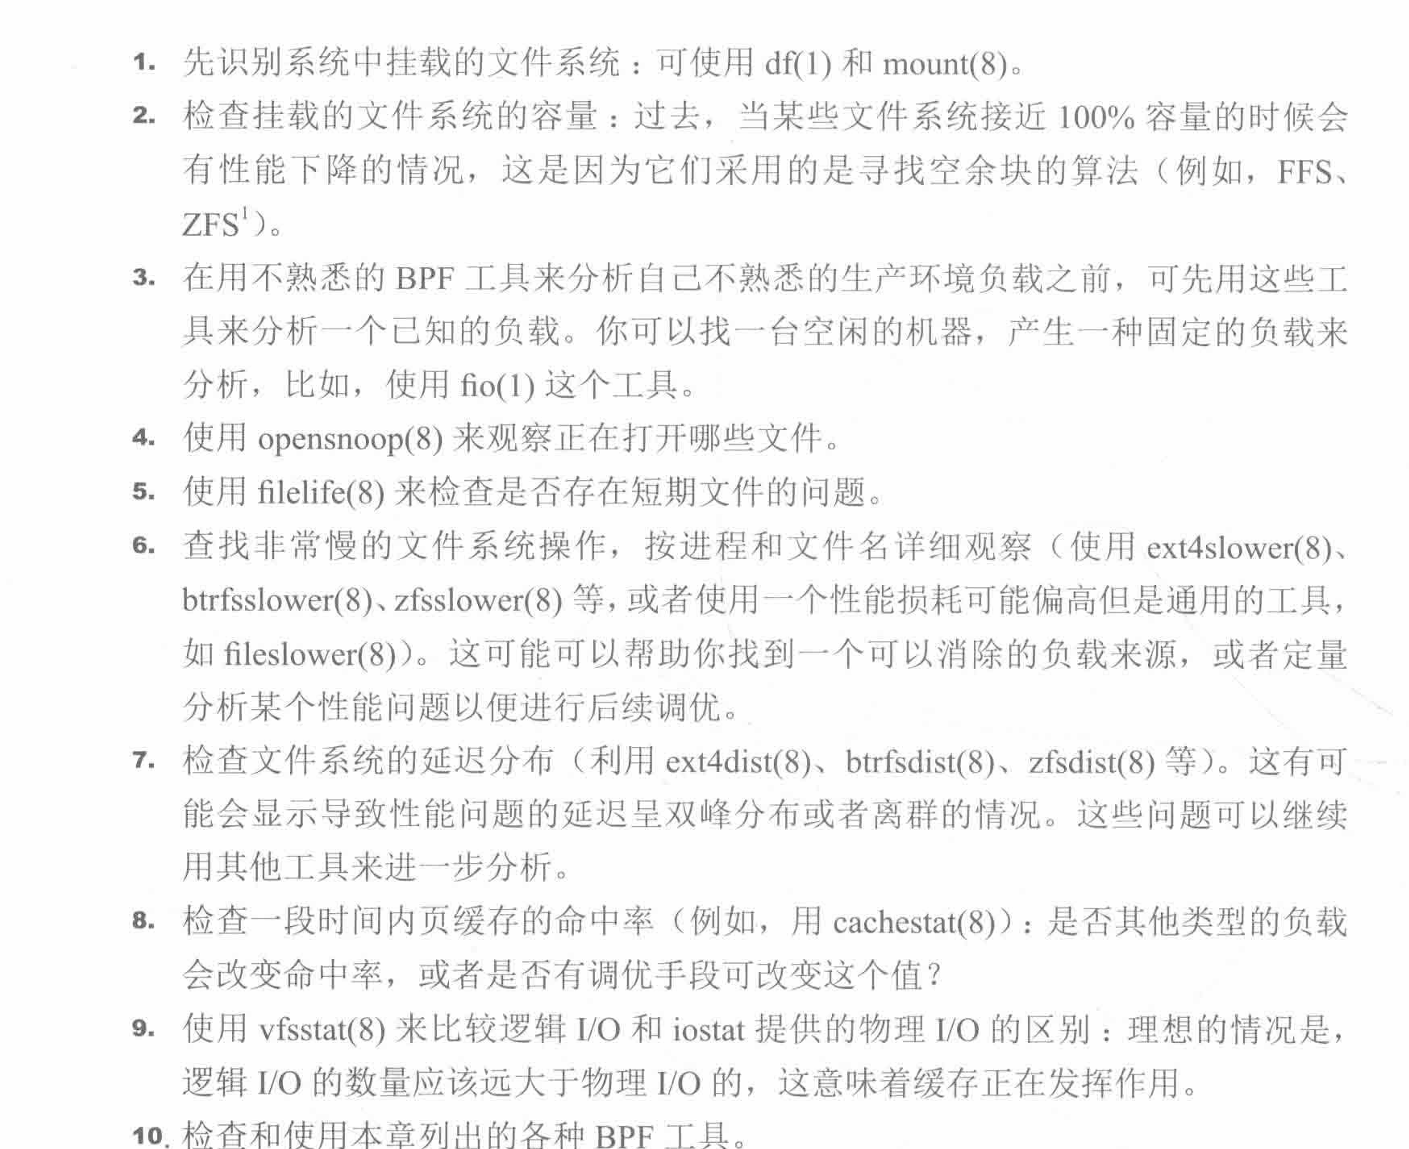 1. 先识别系统中挂载的文件系统：可使用 df(1) 和 mount(8)。
2. 检查挂载的文件系统的容量：过去，当某些文件系统接近 100% 容量的时候会
有性能下降的情况，这是因为它们采用的是寻找空余块的算法（例如，FFS、
ZFS¹）。
3. 在用不熟悉的 BPF 工具来分析自己不熟悉的生产环境负载之前，可先用这些工
具来分析一个已知的负载。你可以找一台空闲的机器，产生一种固定的负载来
分析，比如，使用 fio(1) 这个工具。
4. 使用 opensnoop(8) 来观察正在打开哪些文件。
5. 使用 filelife(8) 来检查是否存在短期文件的问题。
6. 查找非常慢的文件系统操作，按进程和文件名详细观察（使用 ext4slower(8)、
btrfsslower(8)、zfsslower(8) 等，或者使用一个性能损耗可能偏高但是通用的工具，
如 fileslower(8)）。这可能可以帮助你找到一个可以消除的负载来源，或者定量
分析某个性能问题以便进行后续调优。
7. 检查文件系统的延迟分布（利用 ext4dist(8)、btrfsdist(8)、zfsdist(8) 等）。这有可
能会显示导致性能问题的延迟呈双峰分布或者离群的情况。这些问题可以继续
用其他工具来进一步分析。
8. 检查一段时间内页缓存的命中率（例如，用 cachestat(8)）：是否其他类型的负载
会改变命中率，或者是否有调优手段可改变这个值？
9. 使用 vfsstat(8) 来比较逻辑 I/O 和 iostat 提供的物理 I/O 的区别：理想的情况是，
逻辑 I/O 的数量应该远大于物理 I/O 的，这意味着缓存正在发挥作用。
10. 检查和使用本章列出的各种 BPF 工具。